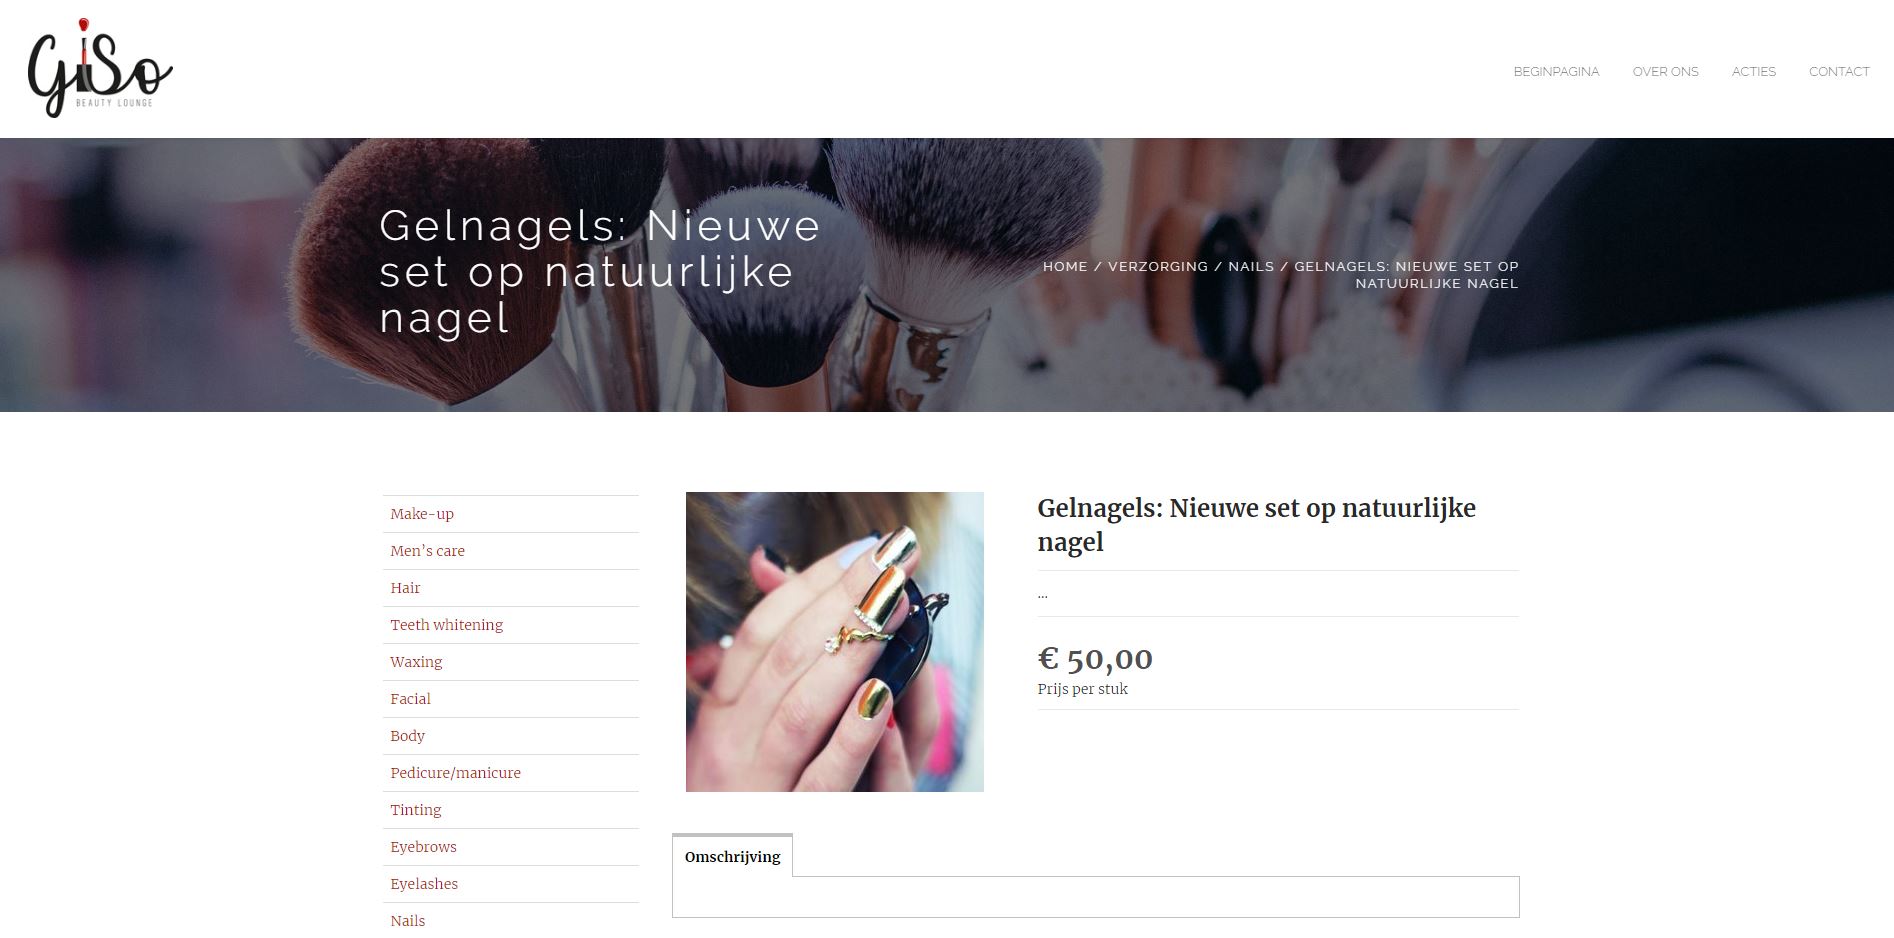 GiSo
BEAUTY LOUNGE
BEGINPAGINA
OVER ONS
ACTIES
CONTACT
Gelnagels: Nieuwe
set op natuurlijke
nagel
HOME / VERZORGING / NAILS / GELNAGELS: NIEUWE SET OP
NATUURLIJKE NAGEL
Make-up
Men’s care
Hair
Teeth whitening
Waxing
Facial
Body
Pedicure/manicure
Tinting
Eyebrows
Eyelashes
Nails
Gelnagels: Nieuwe set op natuurlijke
nagel
...
€ 50,00
Prijs per stuk
Omschrijving